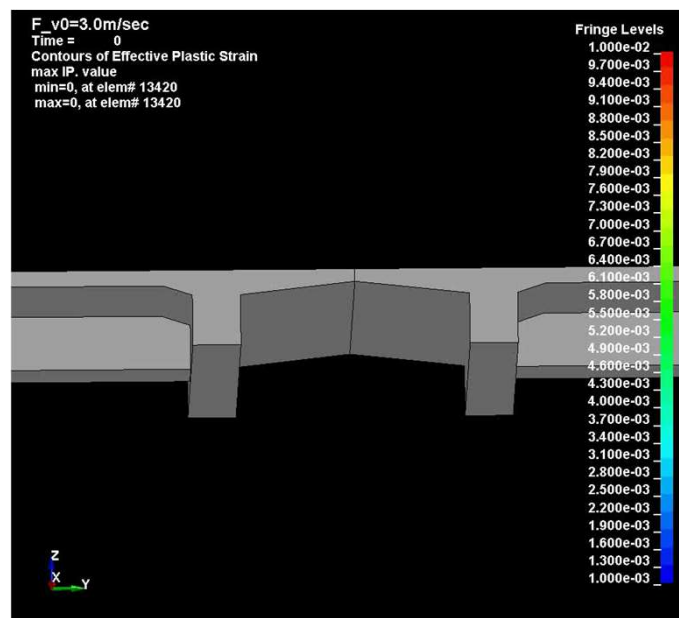 F_v0=3.0m/sec
Time = 0
Contours of Effective Plastic Strain
max IP. value
min=0, at elem# 13420
max=0, at elem# 13420
Fringe Levels
1.000e-02
9.700e-03
9.400e-03
9.100e-03
8.800e-03
8.500e-03
8.200e-03
7.900e-03
7.600e-03
7.300e-03
7.000e-03
6.700e-03
6.400e-03
6.100e-03
5.800e-03
5.500e-03
5.200e-03
4.900e-03
4.600e-03
4.300e-03
4.000e-03
3.700e-03
3.400e-03
3.100e-03
2.800e-03
2.500e-03
2.200e-03
1.900e-03
1.600e-03
1.300e-03
1.000e-03
Z
X
Y